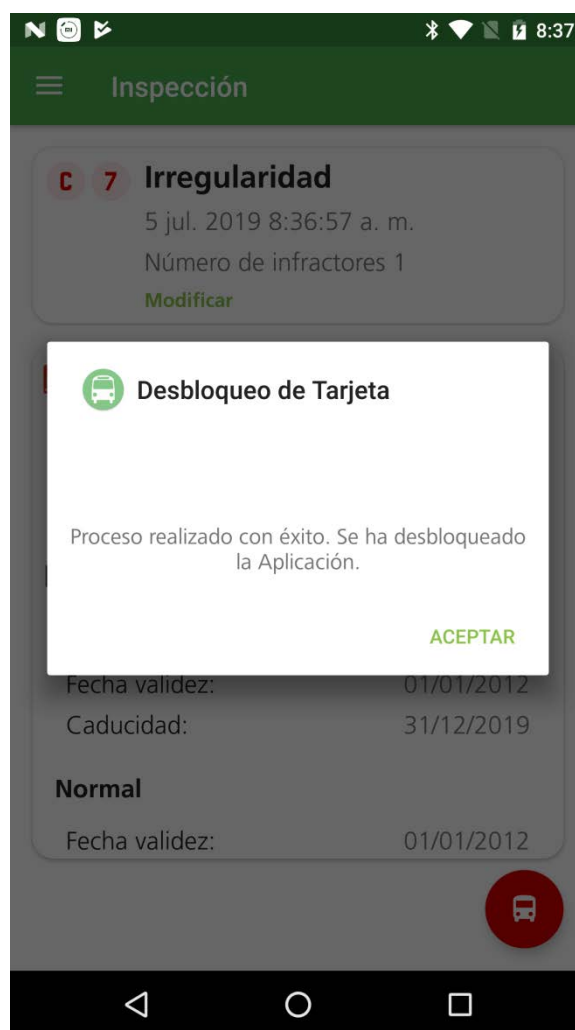 8:37
Inspección
C 7 Irregularidad
5 jul. 2019 8:36:57 a. m.
Número de infractores 1
Modificar
Desbloqueo de Tarjeta
Proceso realizado con éxito. Se ha desbloqueado
la Aplicación.
ACEPTAR
Fecha validez: 01/01/2012
Caducidad: 31/12/2019
Normal
Fecha validez: 01/01/2012